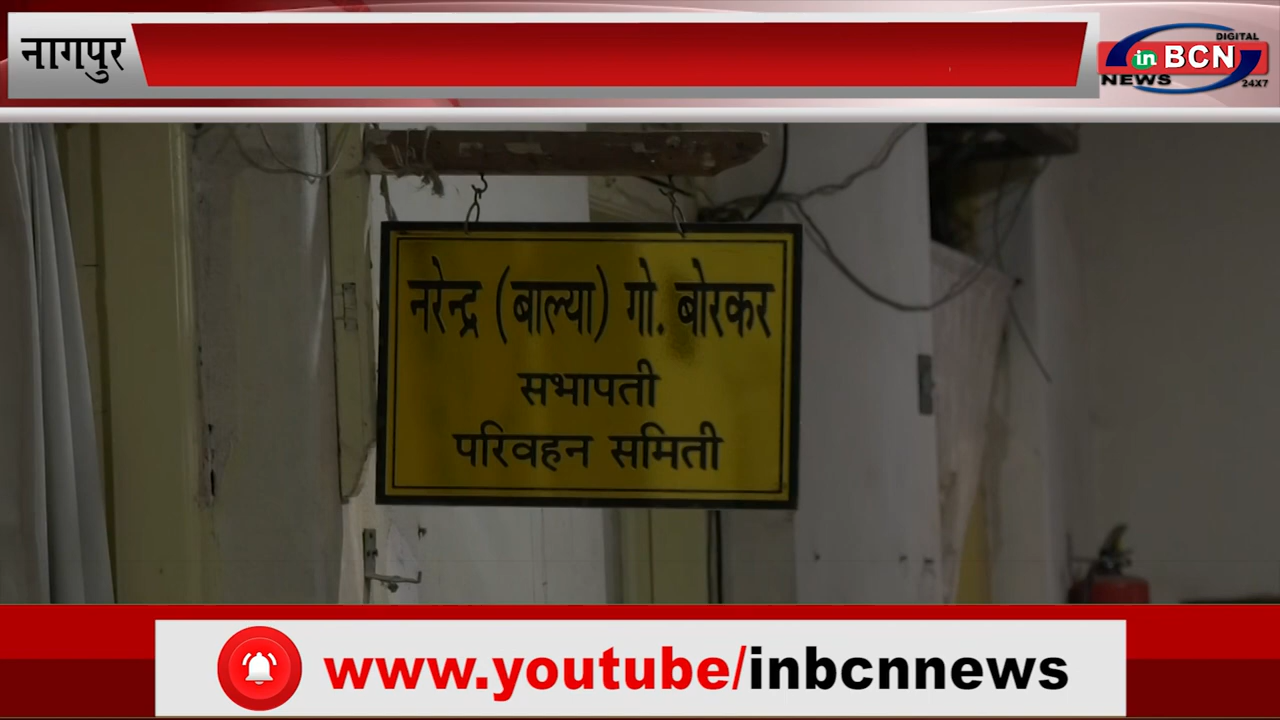 नागपुर
DIGITAL
in BCN
NEWS
24X7
नरेन्द्र (बाल्या) गो. बोरकर
सभापती
परिवहन समिती
www.youtube/inbcnnews